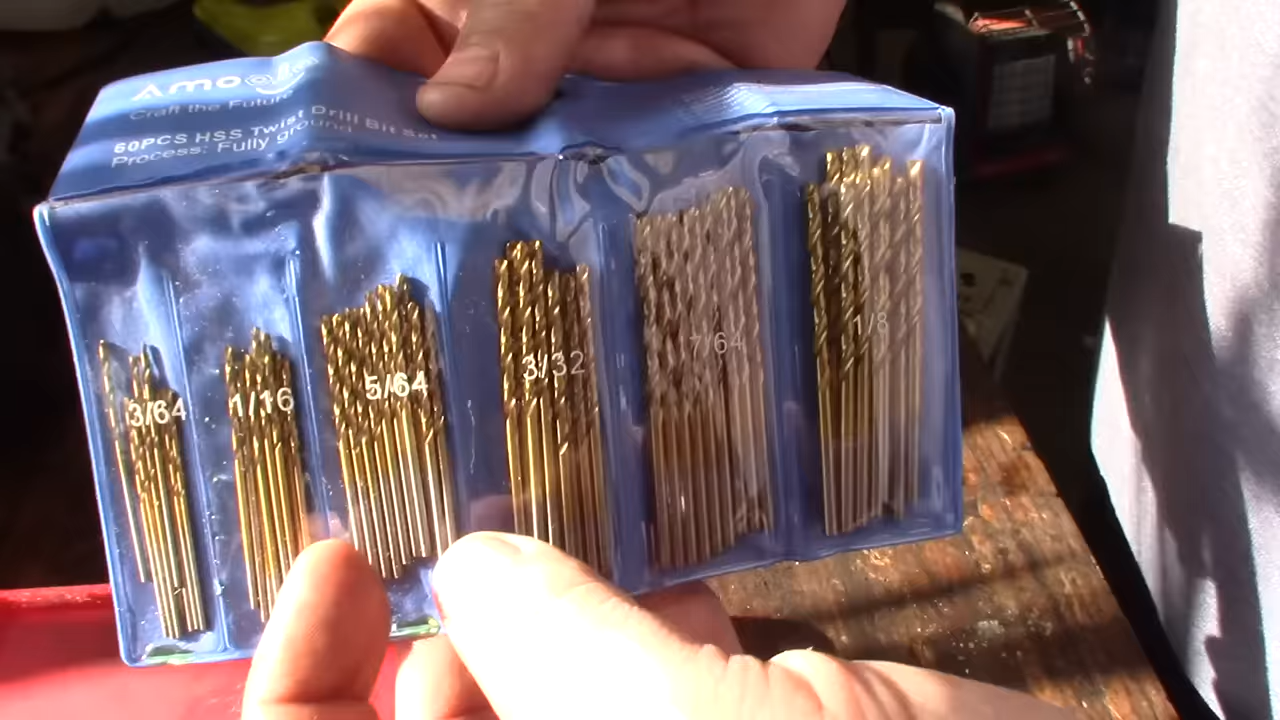 Craft the Future
60PCS HSS Twist Drill Bit Set
Process: Fully ground
3/64
1/16
5/64
3/32
7/64
1/8